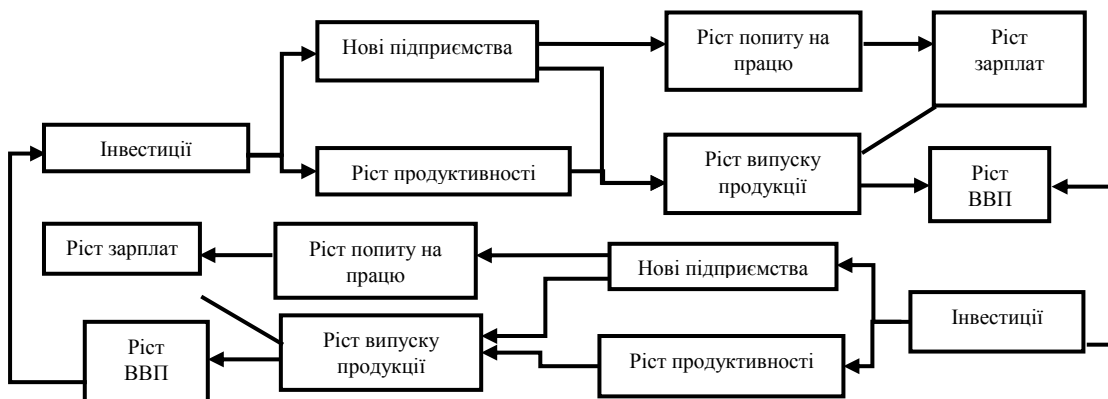 Нові підприємства
Ріст попиту на
працю
Ріст
зарплат
Інвестиції
Ріст продуктивності
Ріст випуску
продукції
Ріст
ВВП
Ріст зарплат
Ріст попиту на
працю
Нові підприємства
Інвестиції
Ріст
ВВП
Ріст випуску
продукції
Ріст продуктивності